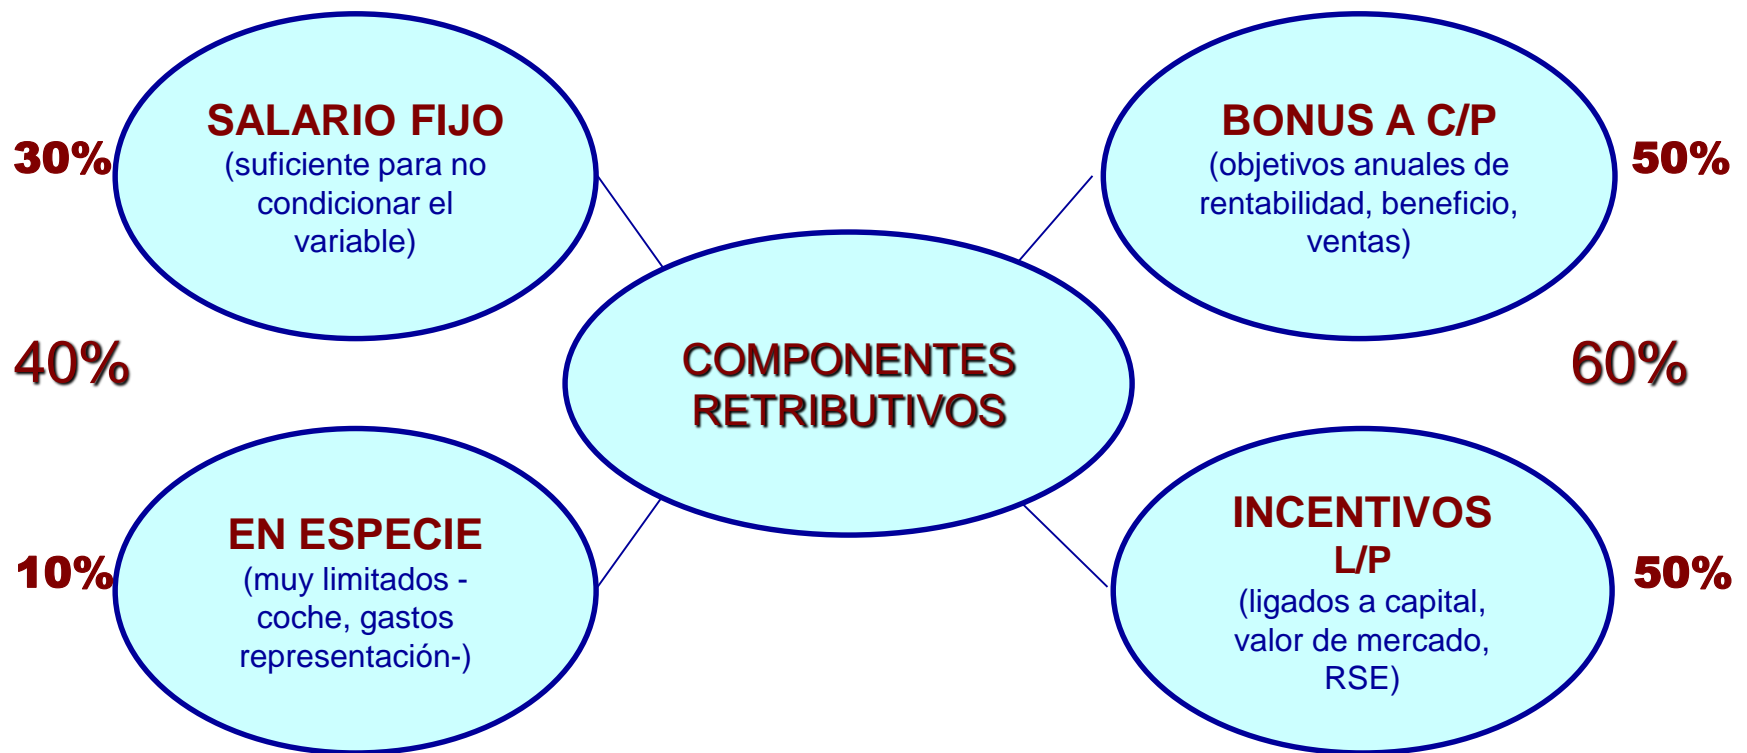 30%
SALARIO FIJO
(suficiente para no
condicionar el
variable)
BONUS A C/P
(objetivos anuales de
rentabilidad, beneficio,
ventas)
50%
40%
COMPONENTES
RETRIBUTIVOS
60%
10%
EN ESPECIE
(muy limitados -
coche, gastos
representación-)
INCENTIVOS
L/P
(ligados a capital,
valor de mercado,
RSE)
50%